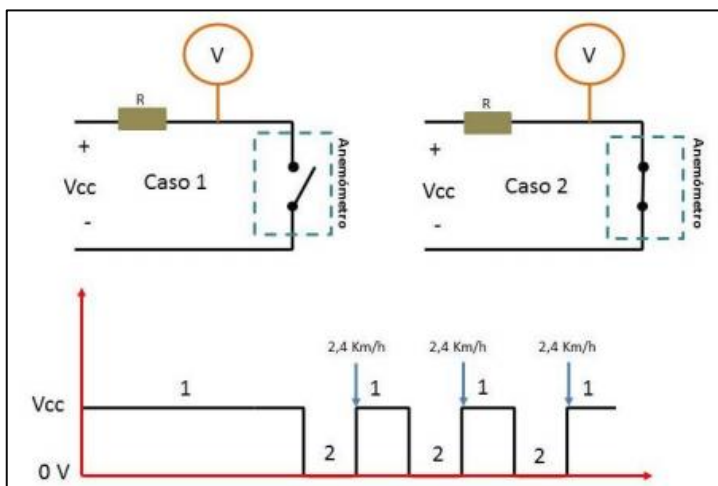 V
V
R
R
+
Vcc
-
Caso 1
Anemómetro
+
Vcc
-
Caso 2
Anemómetro
2,4 Km/h
2,4 Km/h
2,4 Km/h
Vcc
1
1
1
1
0 V
2
2
2